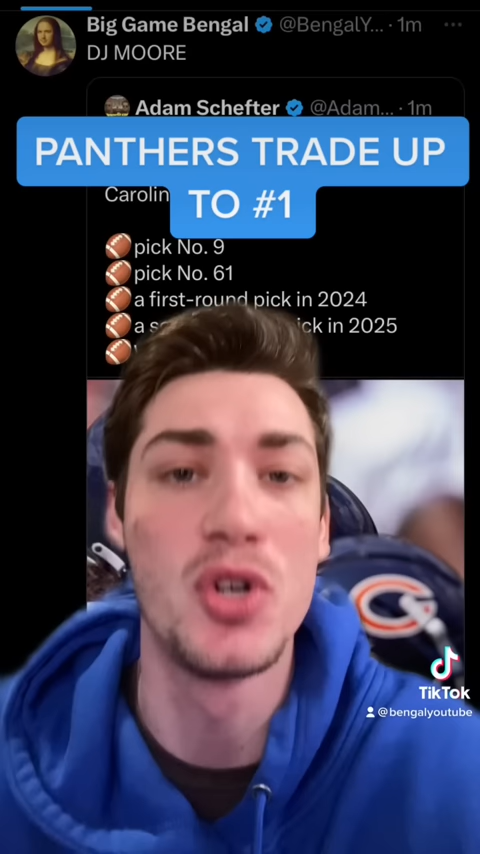 Big Game Bengal @BengalY... · 1m ...
DJ MOORE
Adam Schefter @Adam... · 1m
PANTHERS TRADE UP
Carolin
TO #1
pick No. 9
pick No. 61
a first-round pick in 2024
a ick in 2025
TikTok
@bengalyoutube